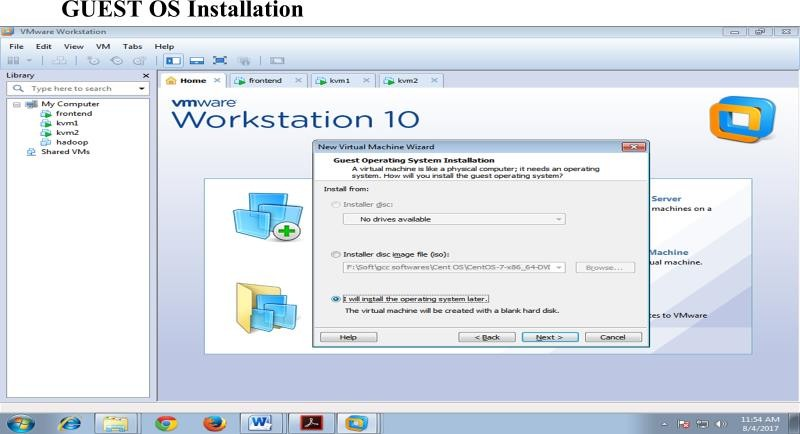 GUEST OS Installation
VMware Workstation
File Edit View VM Tabs Help
Library
Type here to search
My Computer
frontend
kvm1
kvm2
hadoop
Shared VMs
Home frontend kvm1 kvm2
vmware
Workstation 10
New Virtual Machine Wizard
Guest Operating System Installation
A virtual machine is like a physical computer; it needs an operating
system. How will you install the guest operating system?
Install from:
Installer disc:
No drives available
Installer disc image file (iso):
F:\Soft\gcc softwares\Cent OS\CentOS-7-x86_64-DVI
Browse...
I will install the operating system later.
The virtual machine will be created with a blank hard disk.
Help < Back Next > Cancel
Server
machines on a
Machine
ual machine.
es to VMware
11:54 AM
8/4/2017